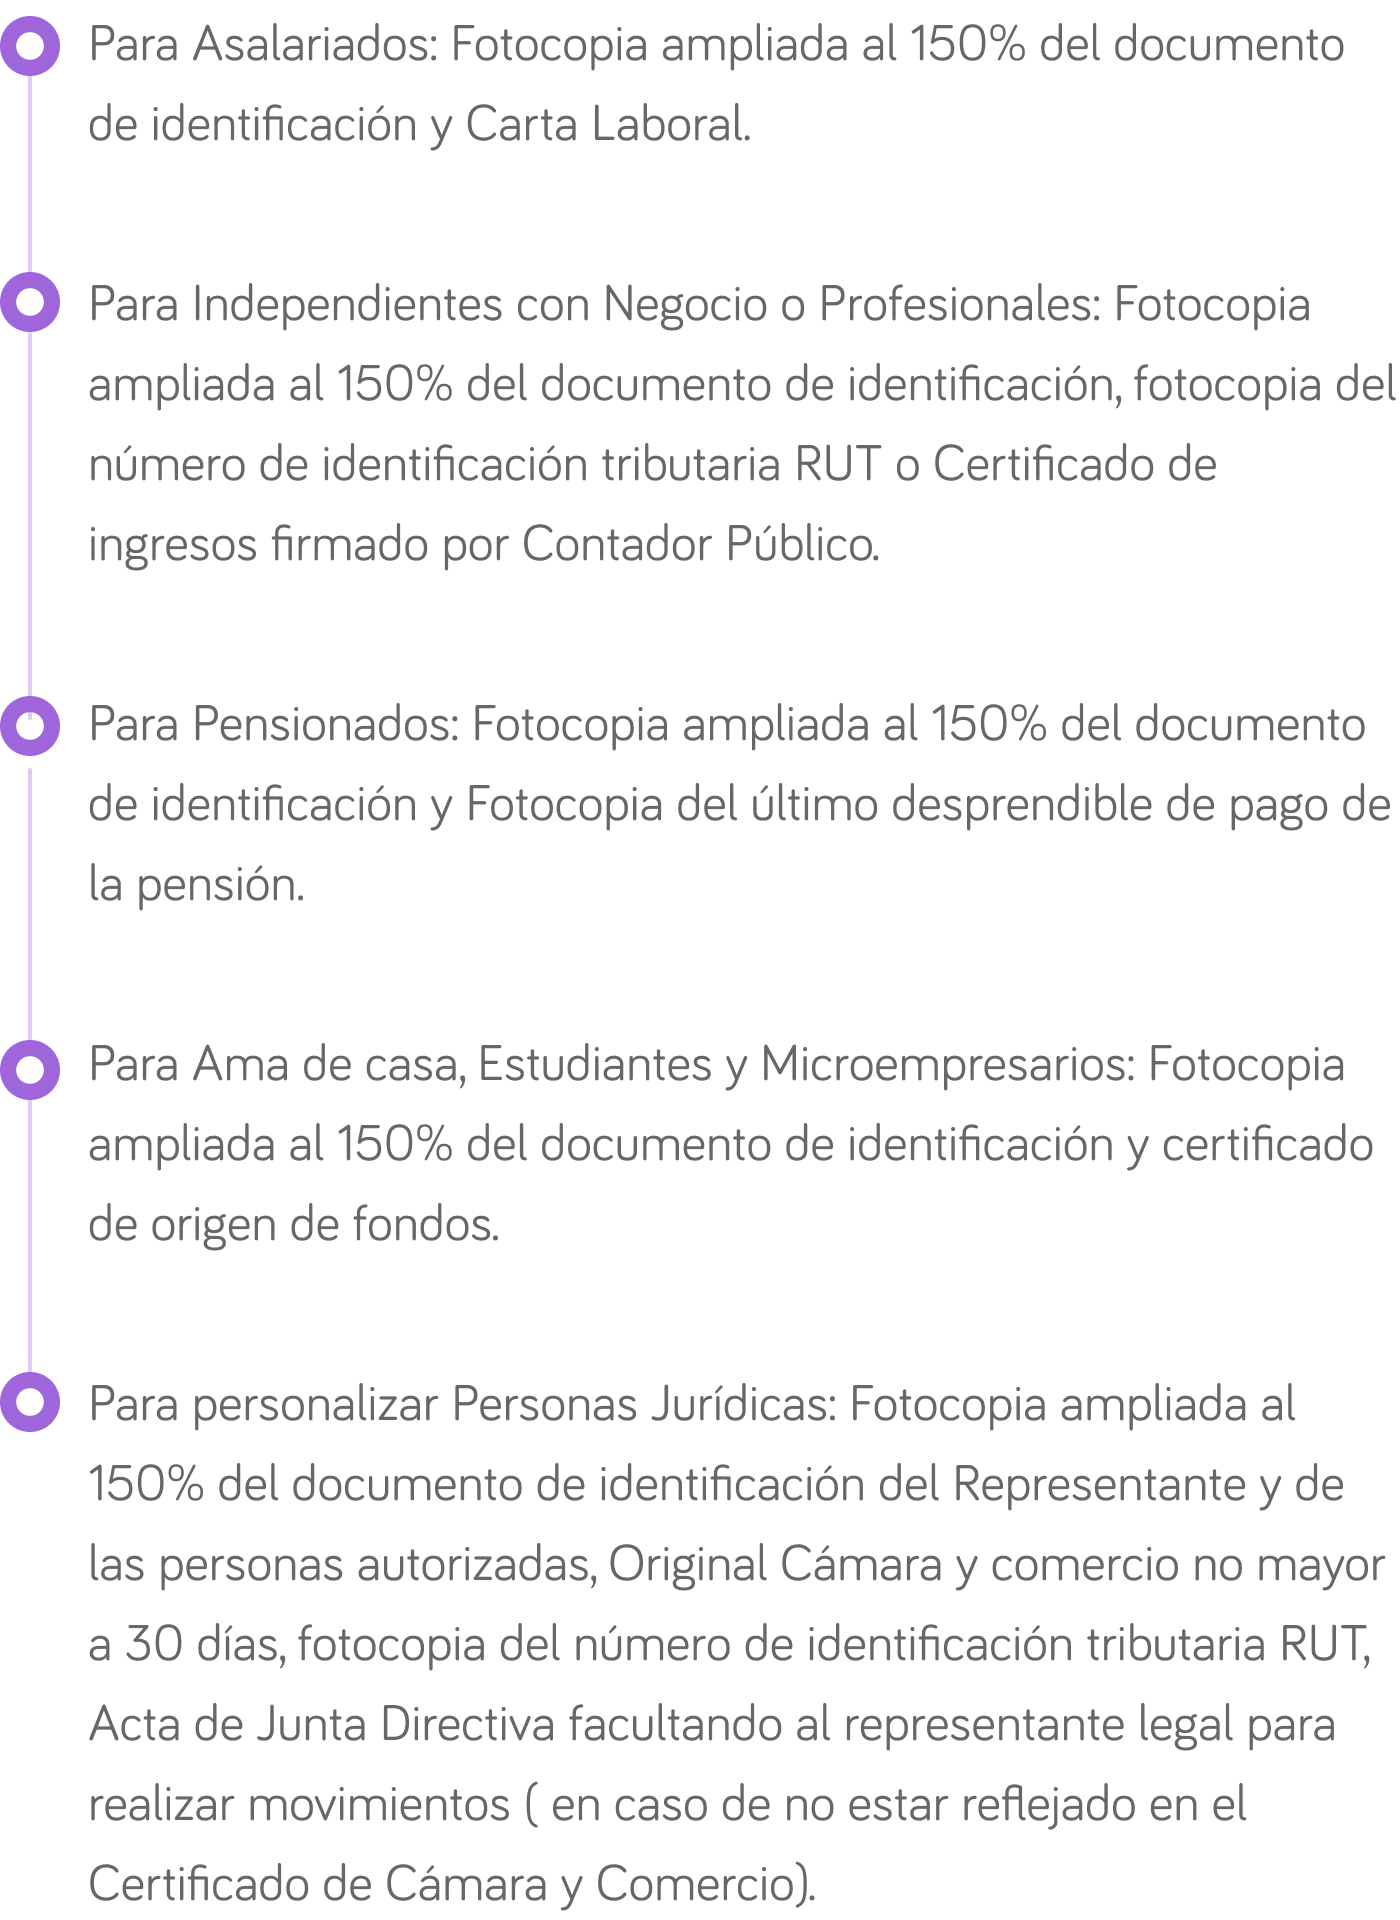 Para Asalariados: Fotocopia ampliada al 150% del documento
de identificación y Carta Laboral.
Para Independientes con Negocio o Profesionales: Fotocopia
ampliada al 150% del documento de identificación, fotocopia del
número de identificación tributaria RUT o Certificado de
ingresos firmado por Contador Público.
Para Pensionados: Fotocopia ampliada al 150% del documento
de identificación y Fotocopia del último desprendible de pago de
la pensión.
Para Ama de casa, Estudiantes y Microempresarios: Fotocopia
ampliada al 150% del documento de identificación y certificado
de origen de fondos.
Para personalizar Personas Jurídicas: Fotocopia ampliada al
150% del documento de identificación del Representante y de
las personas autorizadas, Original Cámara y comercio no mayor
a 30 días, fotocopia del número de identificación tributaria RUT,
Acta de Junta Directiva facultando al representante legal para
realizar movimientos ( en caso de no estar reflejado en el
Certificado de Cámara y Comercio).